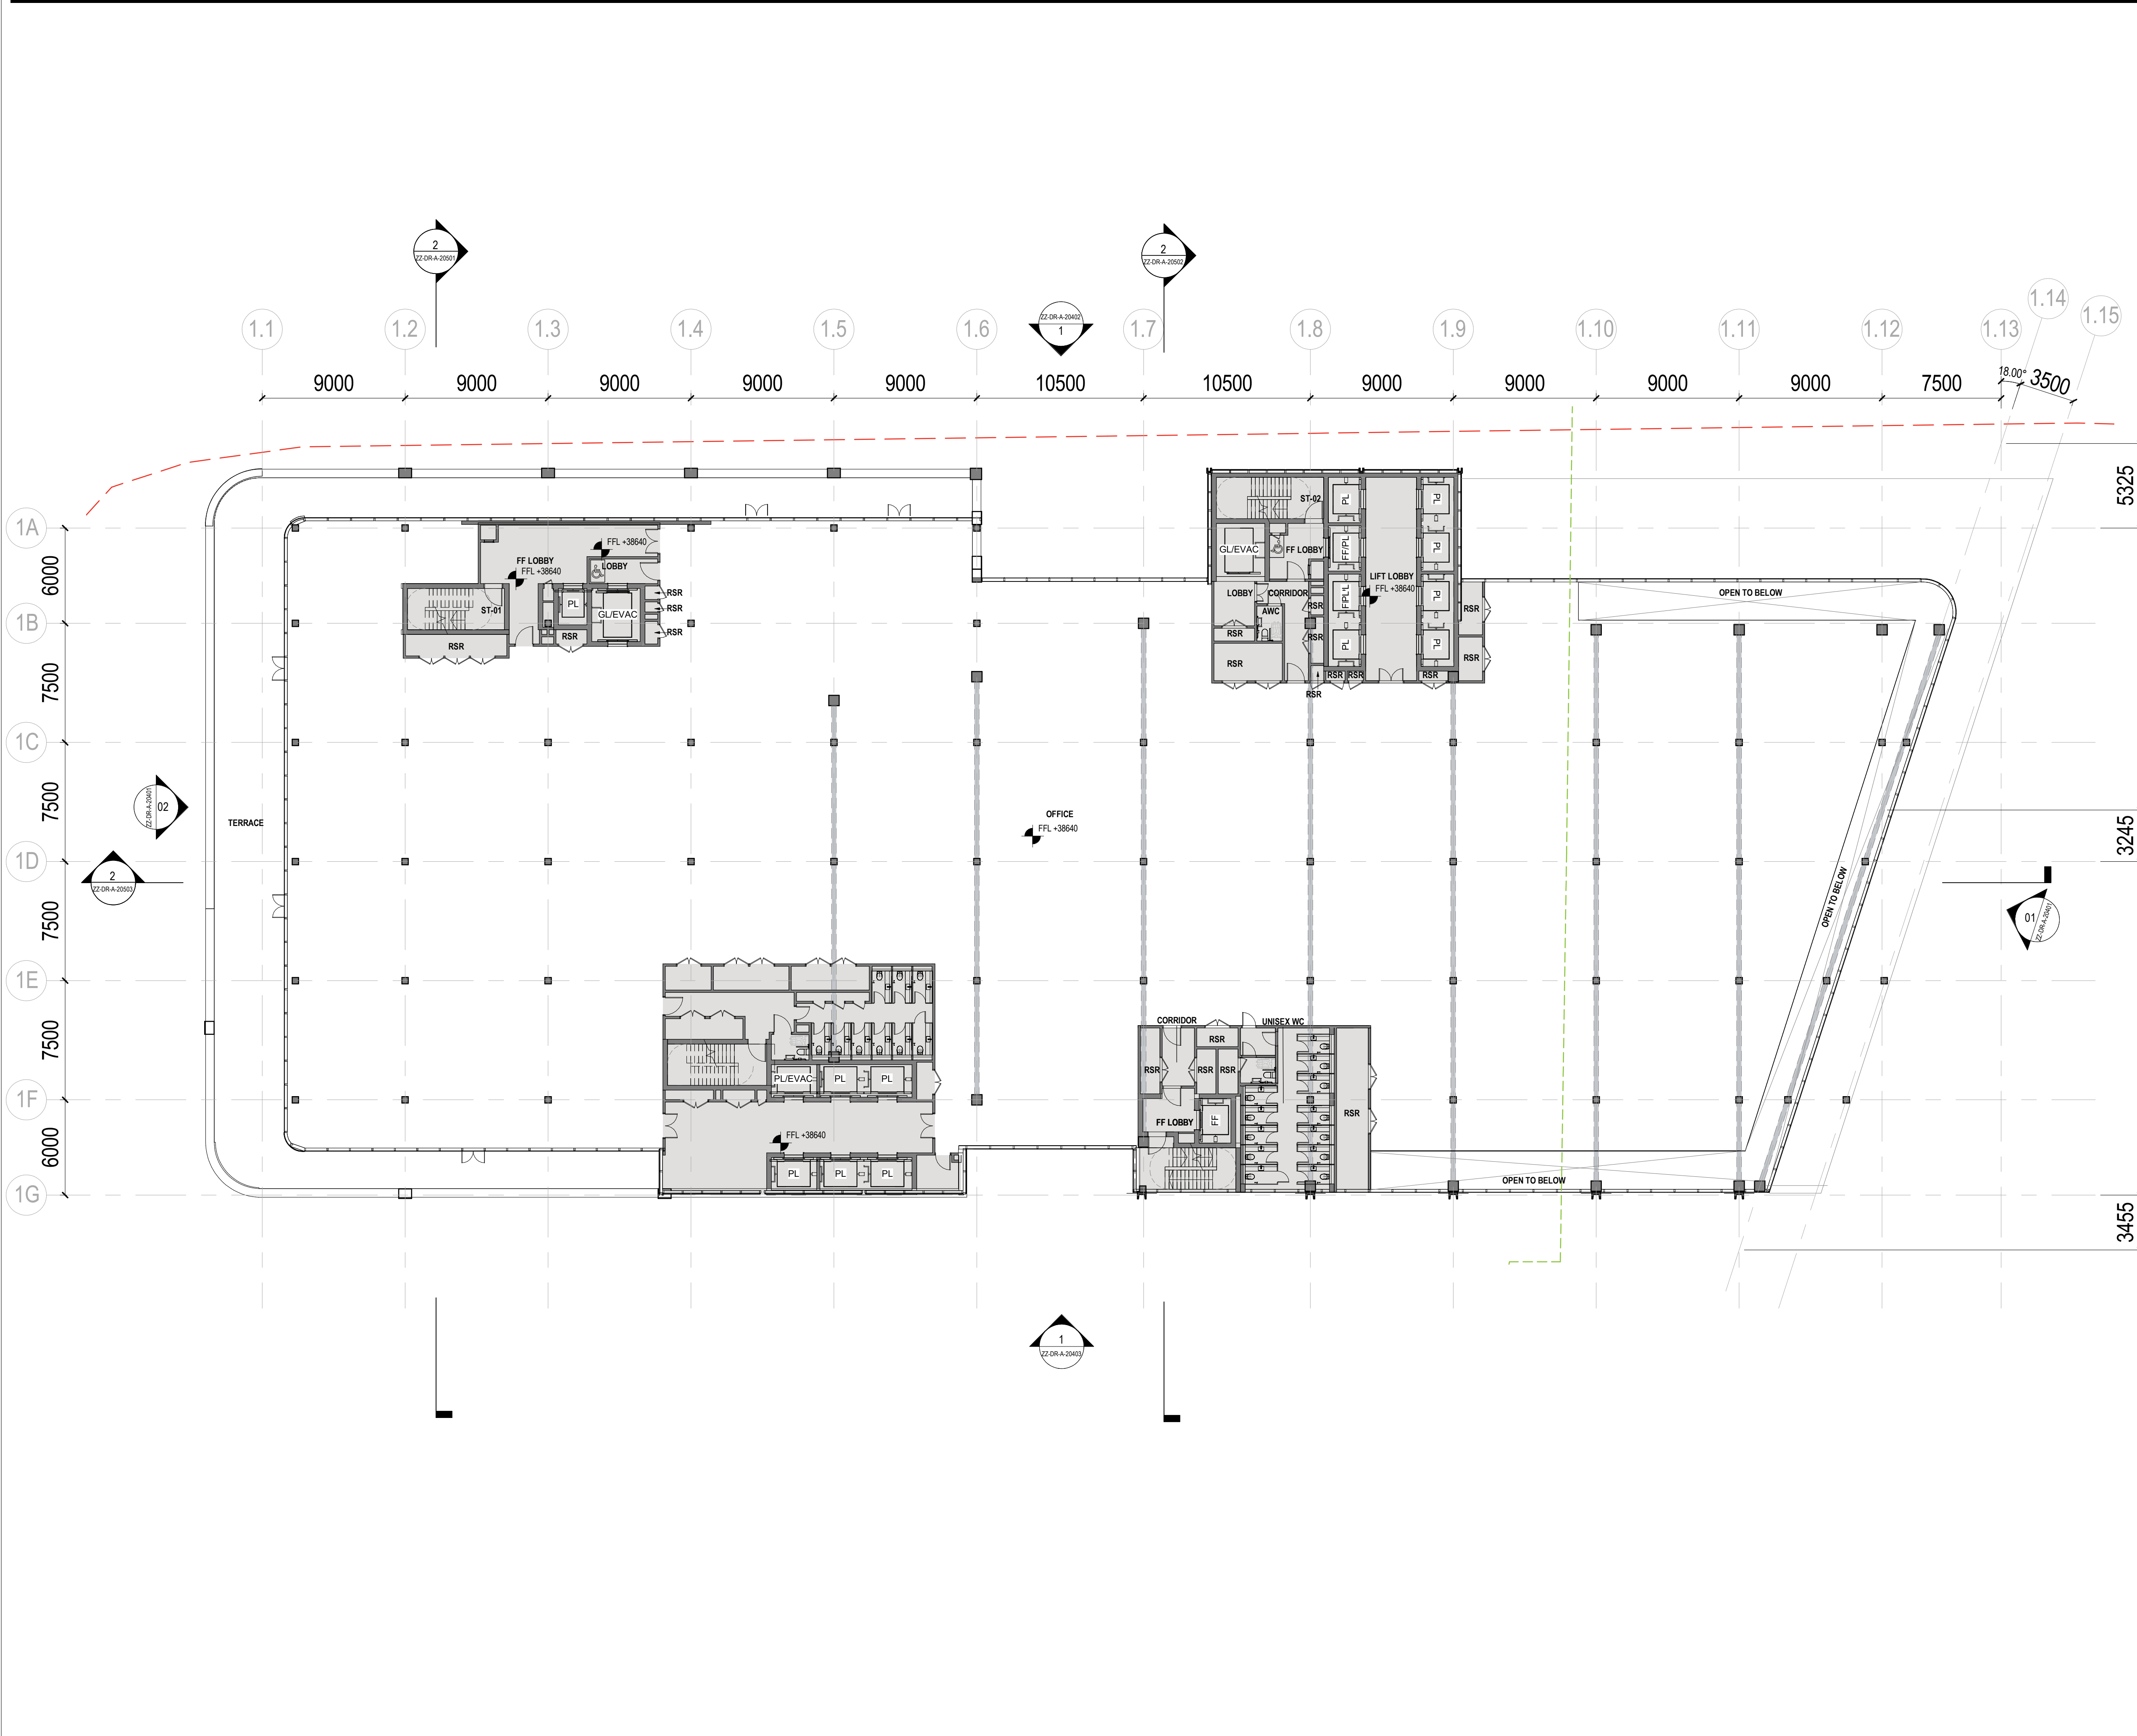 2
ZZ-DR-A-20501
2
ZZ-DR-A-20502
ZZ-DR-A-20402
1
1.1
1.2
1.3
1.4
1.5
1.6
1.7
1.8
1.9
1.10
1.11
1.12
1.13
1.14
1.15
9000
9000
9000
9000
9000
10500
10500
9000
9000
9000
9000
7500
18.00°
3500
5325
3245
3455
1A
6000
1B
7500
1C
7500
1D
7500
1E
7500
1F
6000
1G
FFL +38640
FF LOBBY
FFL +38640
LOBBY
ST-01
PL
GL/EVAC
RSR
RSR
RSR
RSR
RSR
ST-02
PL
PL
GL/EVAC
FF LOBBY
FF/PL
PL
LIFT LOBBY
FFL +38640
LOBBY
CORRIDOR
F/PL/L
PL
AWC
RSR
RSR
RSR
RSR
RSR
PL
PL
RSR
RSR
RSR
RSR
RSR
RSR
OPEN TO BELOW
TERRACE
OFFICE
FFL +38640
02
ZZ-DR-A-20401
2
ZZ-DR-A-20503
OPEN TO BELOW
01
ZZ-DR-A-20401
PL/EVAC
PL
PL
FFL +38640
PL
PL
PL
CORRIDOR
UNISEX WC
RSR
RSR
RSR
RSR
FF LOBBY
FF
RSR
OPEN TO BELOW
1
ZZ-DR-A-20403